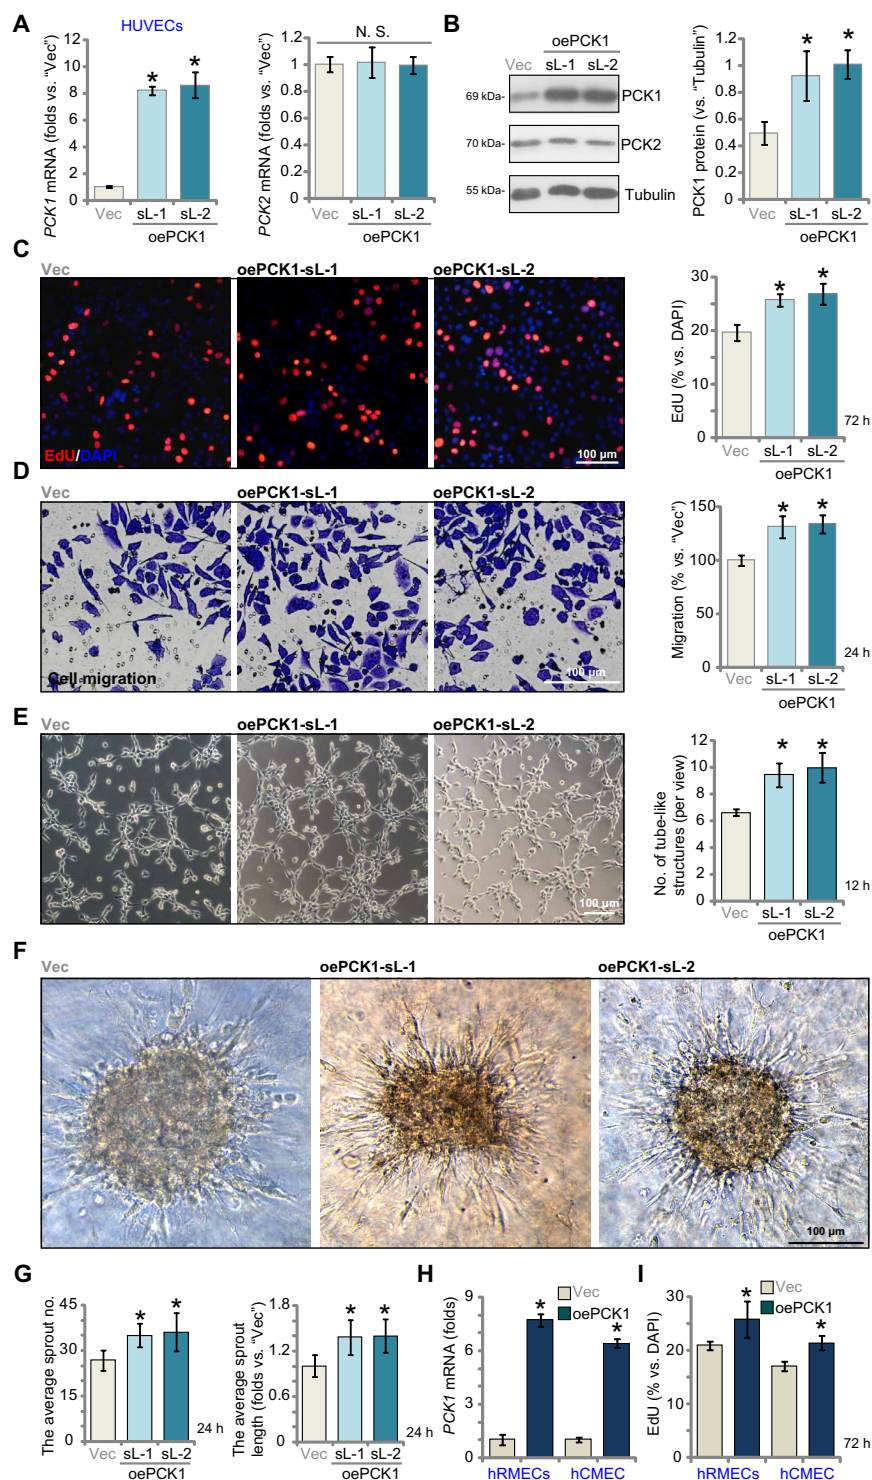 A
HUVECs
PCK1 mRNA (folds vs. “Vec”)
12
10
8
6
4
2
0
* *
Vec sL-1 sL-2
oePCK1
PCK2 mRNA (folds vs. “Vec”)
1.2
1
0.8
0.6
0.4
0.2
0
N. S.
Vec sL-1 sL-2
oePCK1
B
oePCK1
Vec sL-1 sL-2
69 kDa- PCK1
70 kDa- PCK2
55 kDa- Tubulin
PCK1 protein (vs. “Tubulin”)
1.2
1
0.8
0.6
0.4
0.2
0
* *
Vec sL-1 sL-2
oePCK1
C
Vec oePCK1-sL-1 oePCK1-sL-2
EdU/DAPI
100 μm
EdU (% vs. DAPI)
30
20
10
0
* *
72 h
Vec sL-1 sL-2
oePCK1
D
Vec oePCK1-sL-1 oePCK1-sL-2
Cell migration
100 μm
Migration (% vs. “Vec”)
150
100
50
0
* *
24 h
Vec sL-1 sL-2
oePCK1
E
Vec oePCK1-sL-1 oePCK1-sL-2
100 μm
No. of tube-like
structures (per view)
12
10
8
6
4
2
0
* *
12 h
Vec sL-1 sL-2
oePCK1
F
Vec oePCK1-sL-1 oePCK1-sL-2
100 μm
G
The average sprout no.
45
30
15
0
* *
24 h
Vec sL-1 sL-2
oePCK1
The average sprout
length (folds vs. “Vec”)
1.8
1.4
1.1
0.7
0.4
0
* *
24 h
Vec sL-1 sL-2
oePCK1
H
PCK1 mRNA (folds)
9
6
3
0
Vec
oePCK1
* *
hRMECs hCMEC
I
EdU (% vs. DAPI)
30
20
10
0
Vec
oePCK1
* *
72 h
hRMECs hCMEC